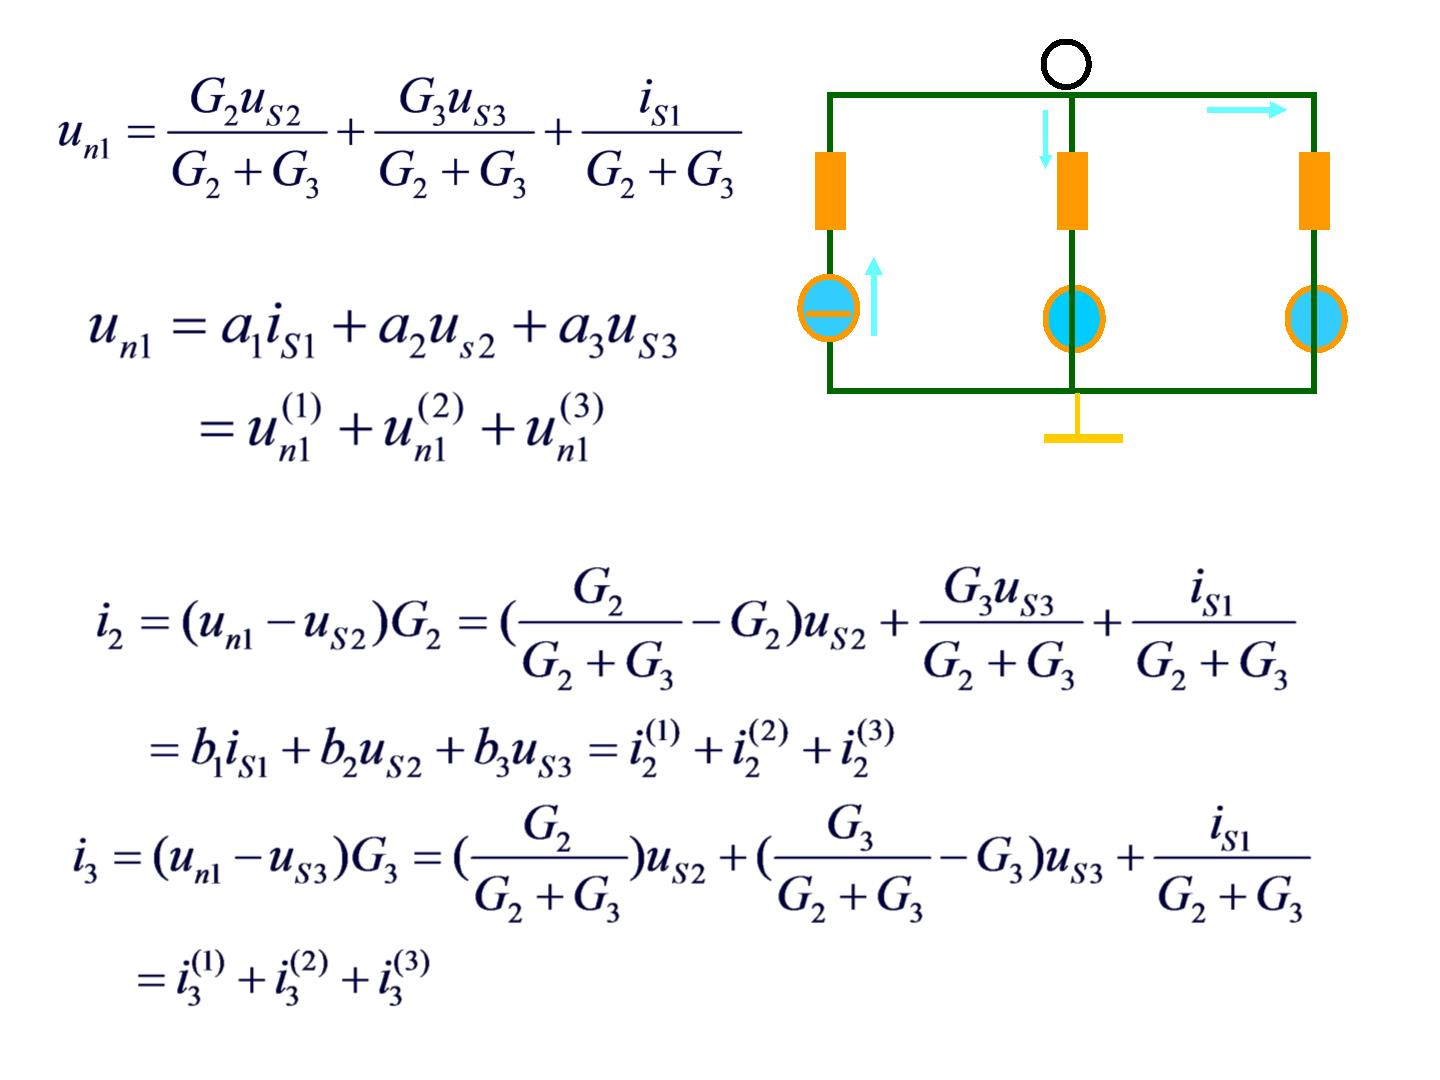 u_{n1} = \frac{G_2 u_{S2}}{G_2 + G_3} + \frac{G_3 u_{S3}}{G_2 + G_3} + \frac{i_{S1}}{G_2 + G_3}
u_{n1} = a_1 i_{S1} + a_2 u_{s2} + a_3 u_{S3}
= u_{n1}^{(1)} + u_{n1}^{(2)} + u_{n1}^{(3)}
i_2 = (u_{n1} - u_{S2})G_2 = (\frac{G_2}{G_2 + G_3} - G_2)u_{S2} + \frac{G_3 u_{S3}}{G_2 + G_3} + \frac{i_{S1}}{G_2 + G_3}
= b_1 i_{S1} + b_2 u_{S2} + b_3 u_{S3} = i_2^{(1)} + i_2^{(2)} + i_2^{(3)}
i_3 = (u_{n1} - u_{S3})G_3 = (\frac{G_2}{G_2 + G_3})u_{S2} + (\frac{G_3}{G_2 + G_3} - G_3)u_{S3} + \frac{i_{S1}}{G_2 + G_3}
= i_3^{(1)} + i_3^{(2)} + i_3^{(3)}